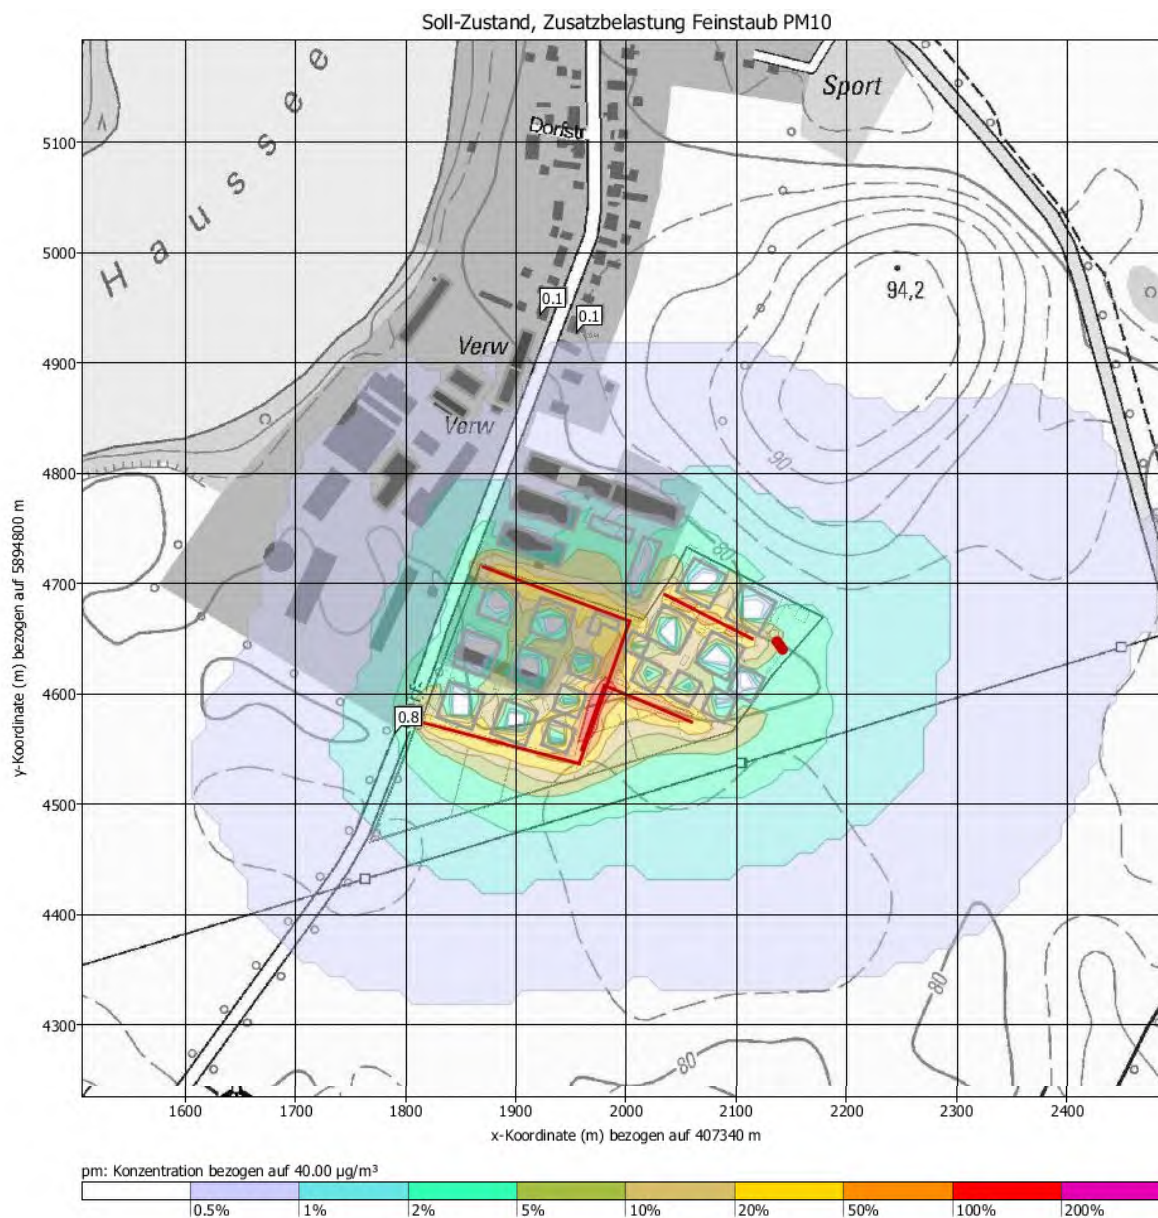 Soll-Zustand, Zusatzbelastung Feinstaub PM10
Haussee
Sport
Dorfstr
5100
5000
94,2
0.1
0.1
Verw
4900
Verw
90
4800
80
4700
4600
0.8
4500
4400
80
4300
80
1600 1700 1800 1900 2000 2100 2200 2300 2400
y-Koordinate (m) bezogen auf 5894800 m
x-Koordinate (m) bezogen auf 407340 m
pm: Konzentration bezogen auf 40.00 µg/m³
0.5% 1% 2% 5% 10% 20% 50% 100% 200%